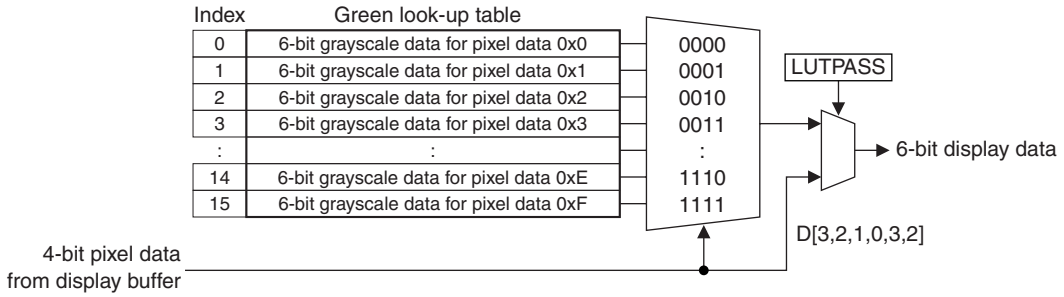 Index Green look-up table
0 6-bit grayscale data for pixel data 0x0 0000
1 6-bit grayscale data for pixel data 0x1 0001
2 6-bit grayscale data for pixel data 0x2 0010
3 6-bit grayscale data for pixel data 0x3 0011
: : :
14 6-bit grayscale data for pixel data 0xE 1110
15 6-bit grayscale data for pixel data 0xF 1111
LUTPASS
6-bit display data
D[3,2,1,0,3,2]
4-bit pixel data
from display buffer